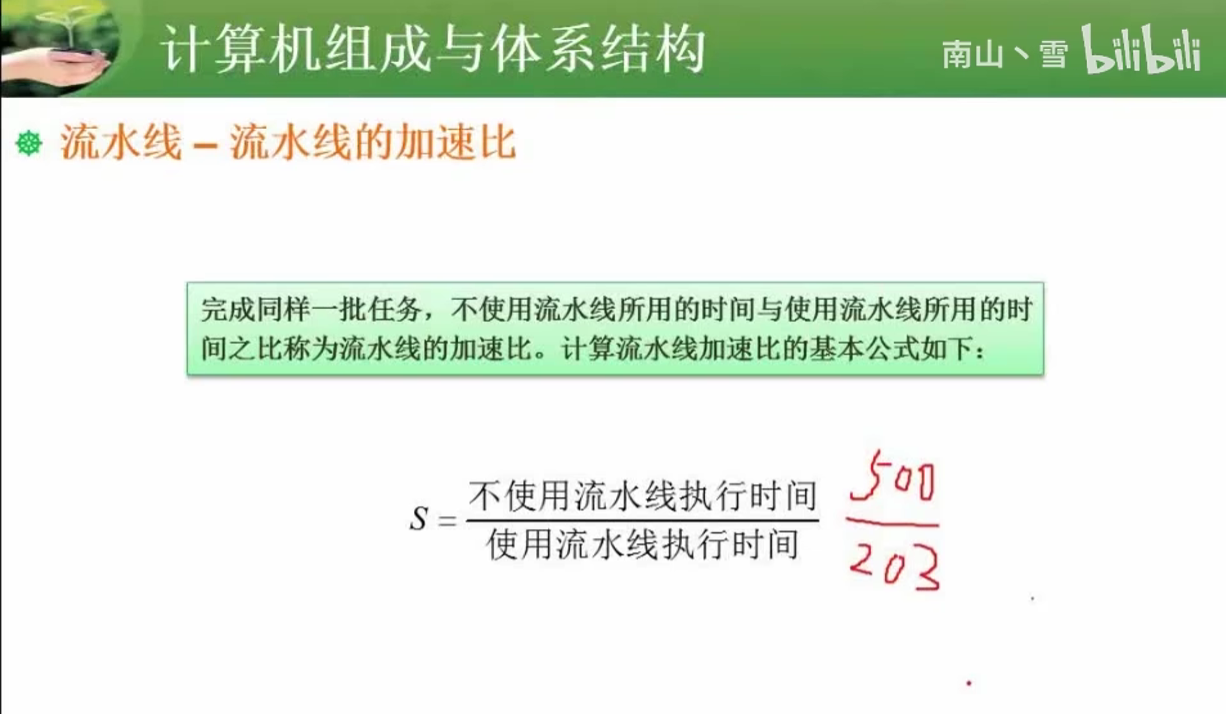 计算机组成与体系结构
南山丶雪 bilibili
流水线 – 流水线的加速比
完成同样一批任务，不使用流水线所用的时间与使用流水线所用的时
间之比称为流水线的加速比。计算流水线加速比的基本公式如下：
不使用流水线执行时间 500
S =
使用流水线执行时间 203